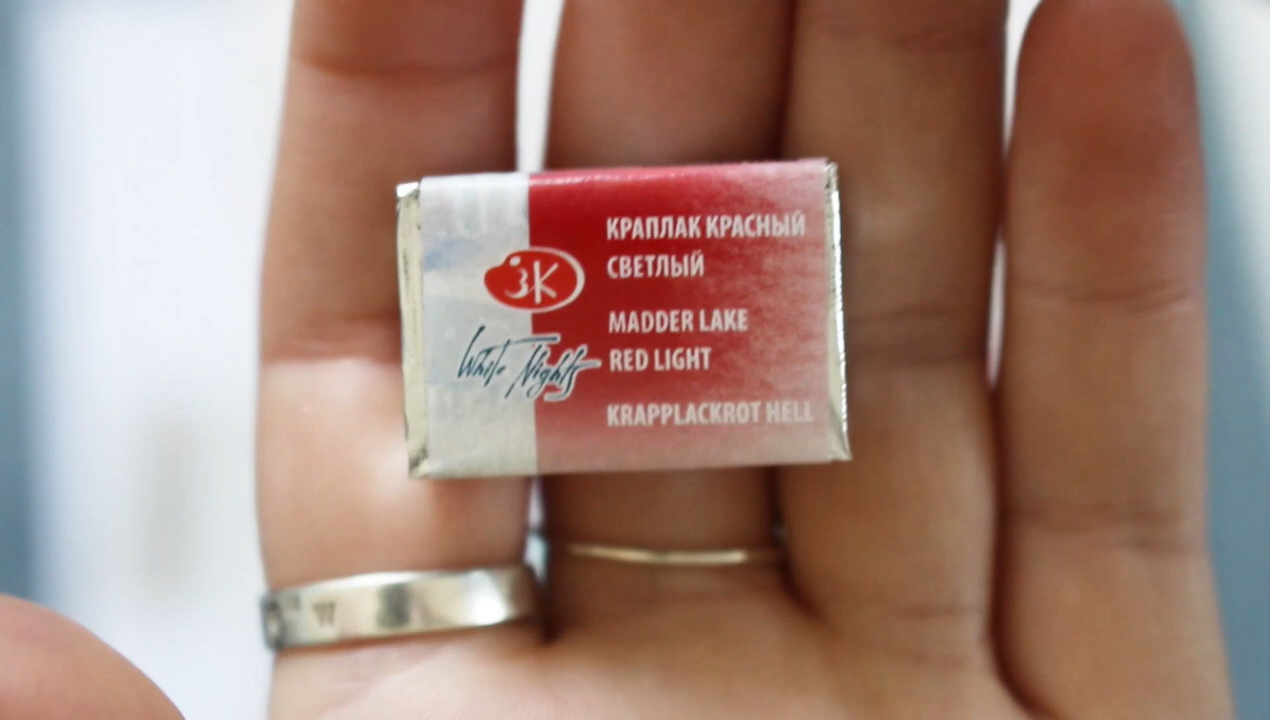 КРАПЛАК КРАСНЫЙ
СВЕТЛЫЙ
ЗК
MADDER LAKE
White Nights
RED LIGHT
KRAPPLACKROT HELL
W